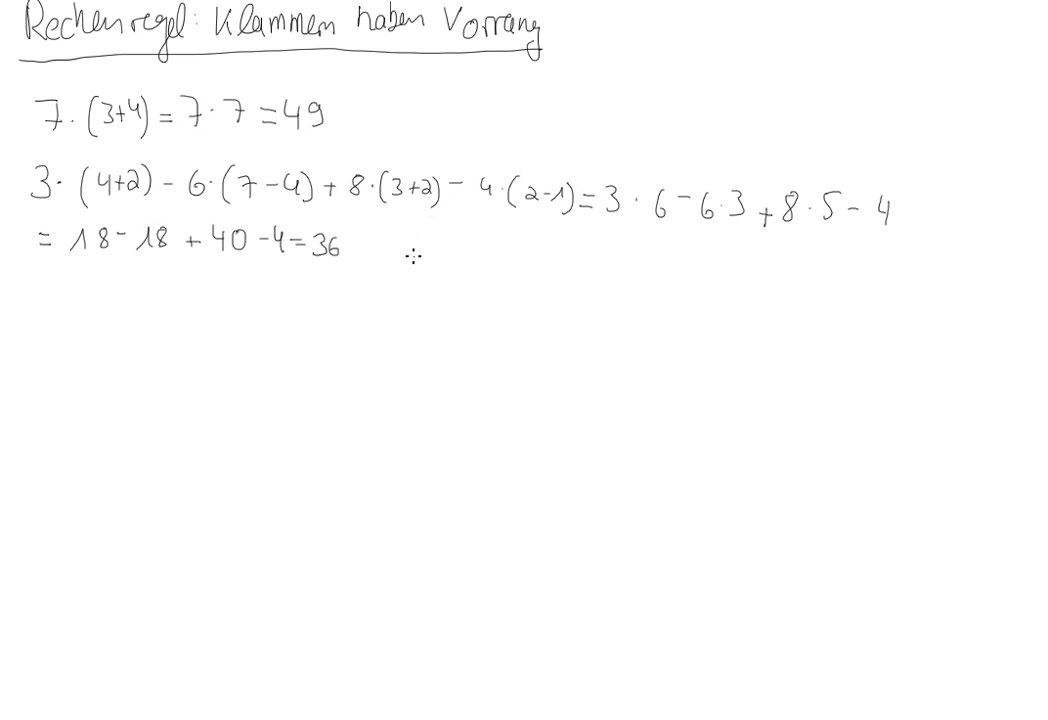 Rechenregel: Klammern haben Vorrang
7·(3+4) = 7·7 = 49
3·(4+2) - 6·(7-4) + 8·(3+2) - 4·(2-1) = 3·6 - 6·3 + 8·5 - 4
= 18 - 18 + 40 - 4 = 36